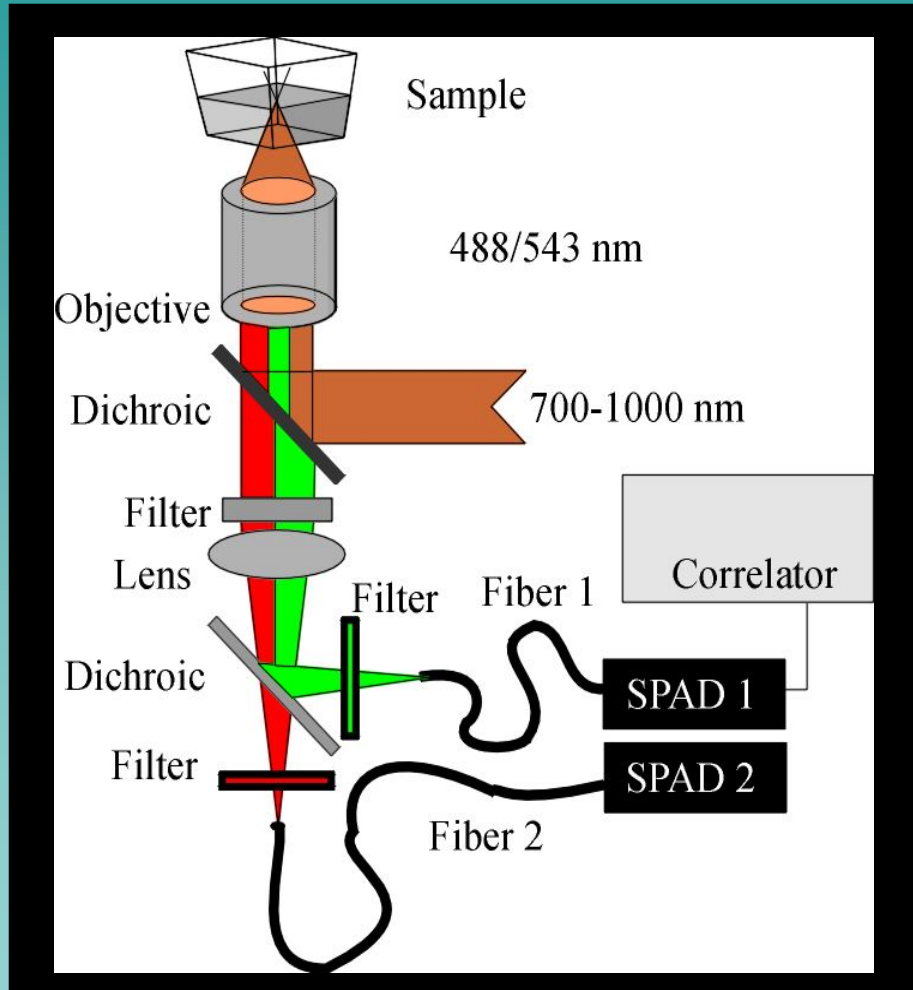 Sample
488/543 nm
Objective
Dichroic
700-1000 nm
Filter
Lens
Filter
Fiber 1
Correlator
Dichroic
SPAD 1
Filter
SPAD 2
Fiber 2